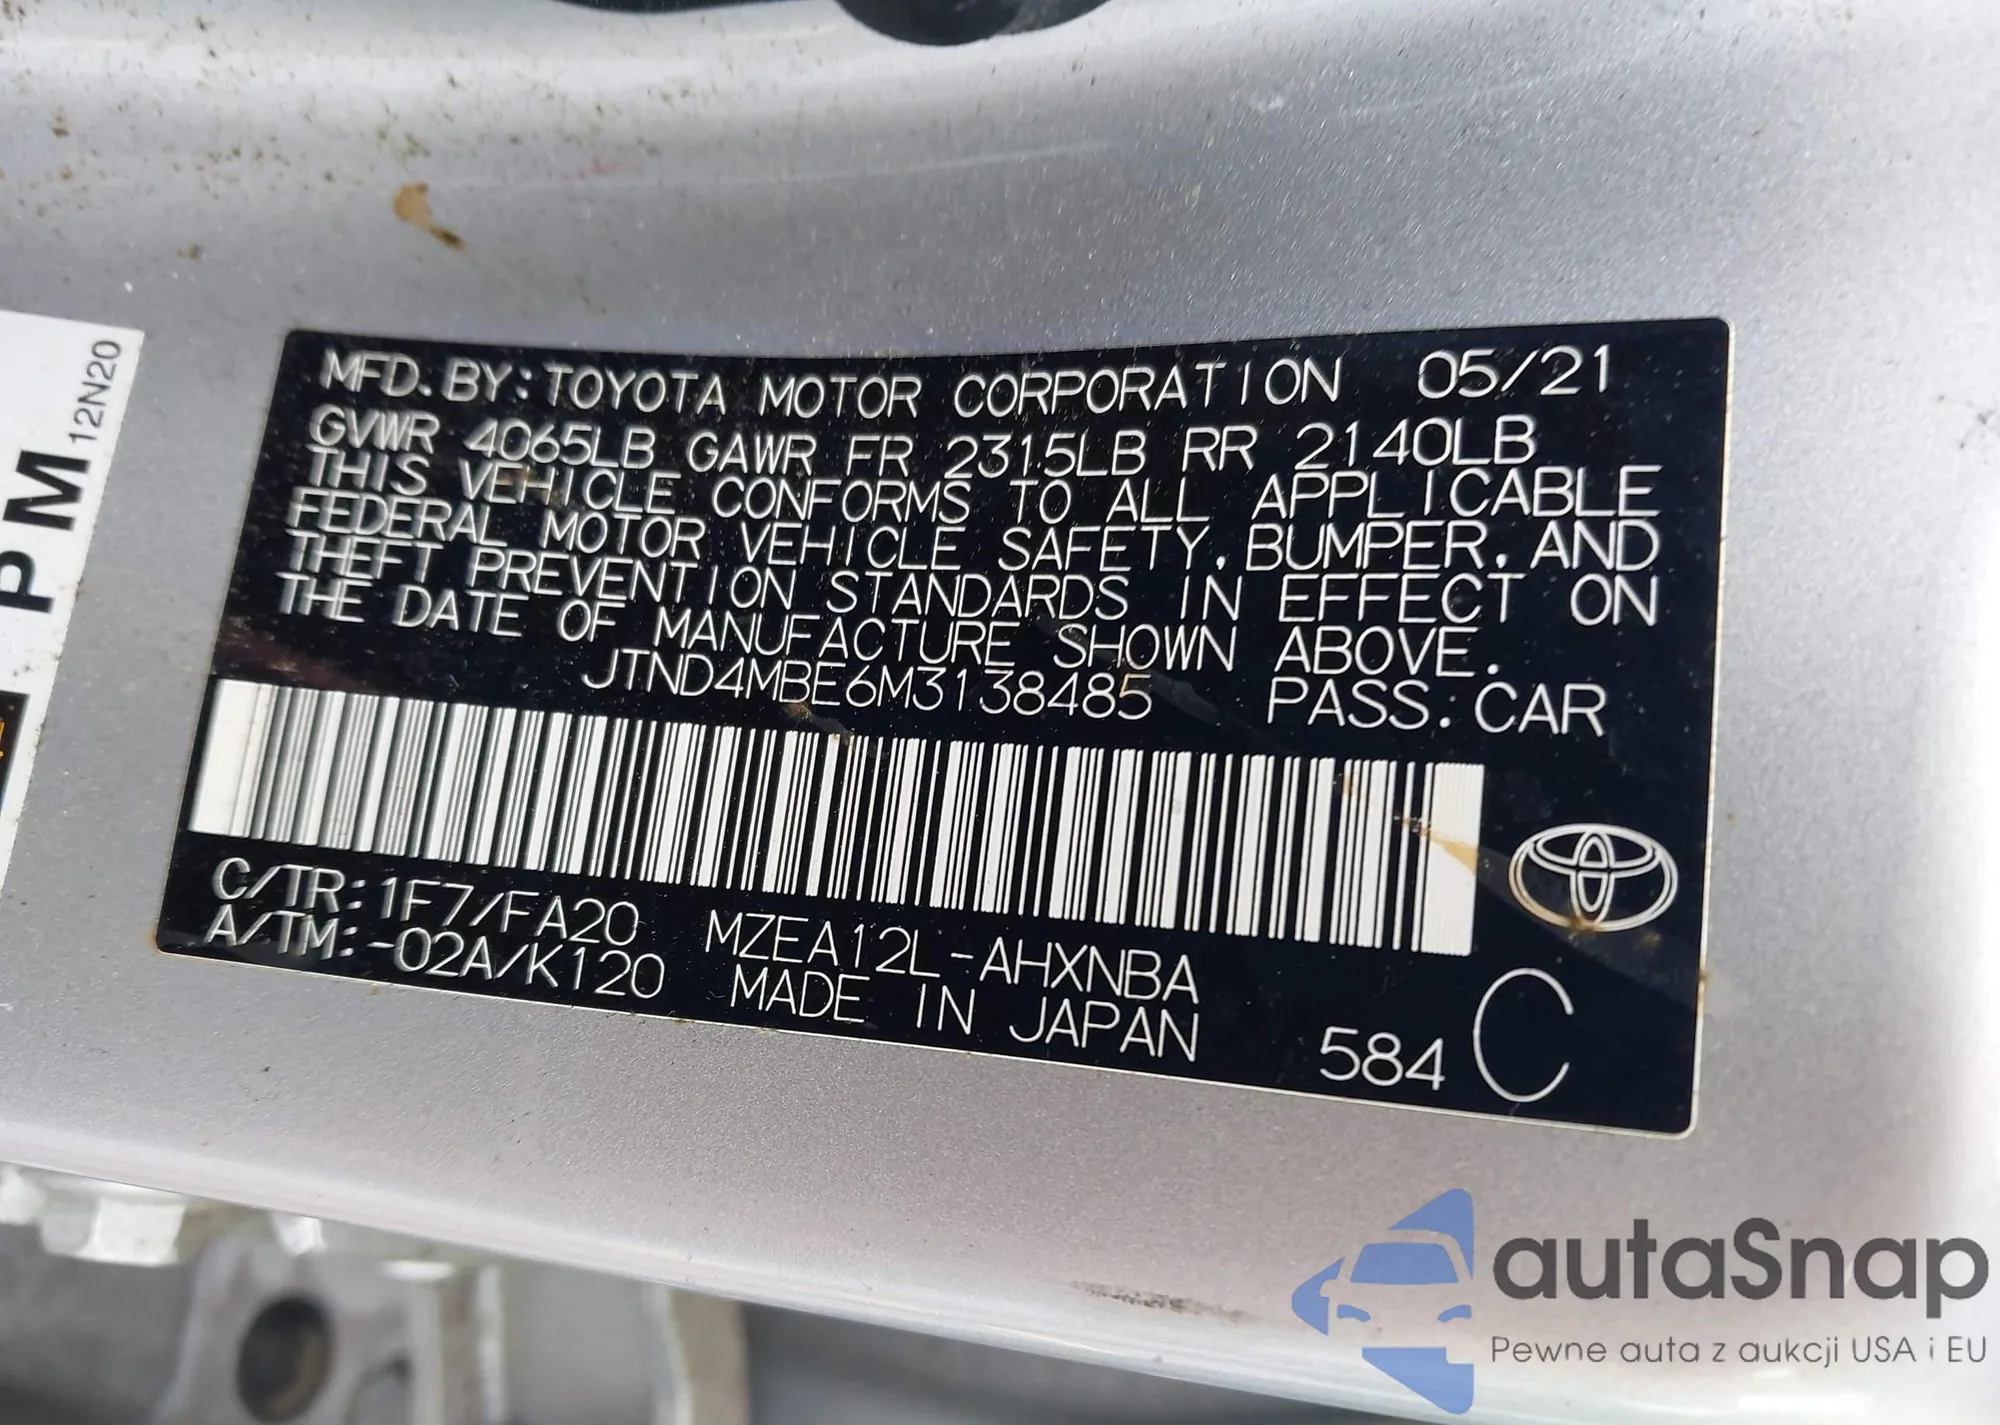 MFD. BY: TOYOTA MOTOR CORPORATION 05/21
GVWR 4065LB GAWR FR 2315LB RR 2140LB
THIS VEHICLE CONFORMS TO ALL APPLICABLE
FEDERAL MOTOR VEHICLE SAFETY, BUMPER, AND
THEFT PREVENTION STANDARDS IN EFFECT ON
THE DATE OF MANUFACTURE SHOWN ABOVE.
JTND4MBE6M3138485 PASS. CAR
C/TR: 1F7/FA20 MZEA12L-AHXNBA
A/TM: -02A/K120 MADE IN JAPAN
584 C
PM 12N20
autaSnap
Pewne auta z aukcji USA i EU